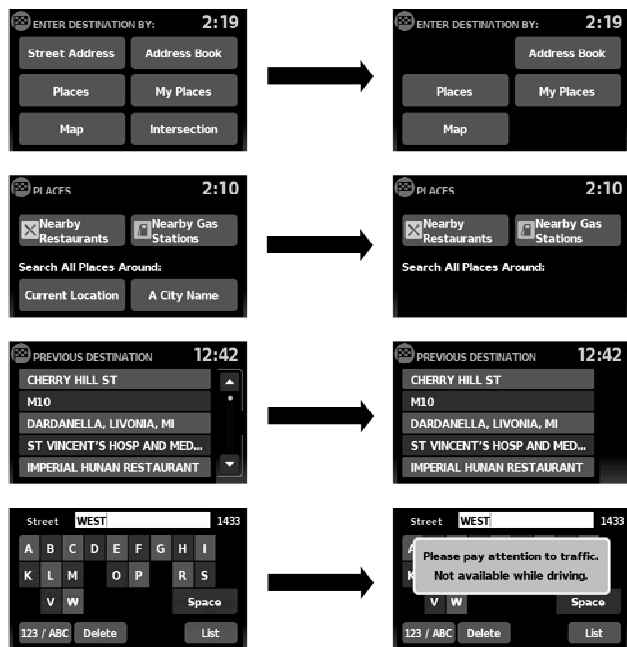 ENTER DESTINATION BY: 2:19
Street Address Address Book
Places My Places
Map Intersection
ENTER DESTINATION BY: 2:19
Address Book
Places My Places
Map
PLACES 2:10
Nearby Restaurants Nearby Gas Stations
Search All Places Around:
Current Location A City Name
PLACES 2:10
Nearby Restaurants Nearby Gas Stations
Search All Places Around:
PREVIOUS DESTINATION 12:42
CHERRY HILL ST
M10
DARDANELLA, LIVONIA, MI
ST VINCENT'S HOSP AND MED...
IMPERIAL HUNAN RESTAURANT
PREVIOUS DESTINATION 12:42
CHERRY HILL ST
M10
DARDANELLA, LIVONIA, MI
ST VINCENT'S HOSP AND MED...
IMPERIAL HUNAN RESTAURANT
Street WEST 1433
A B C D E F G H I
K L M O P R S
V W Space
123 / ABC Delete List
Street WEST 1433
Please pay attention to traffic.
Not available while driving.
V W Space
123 / ABC Delete List